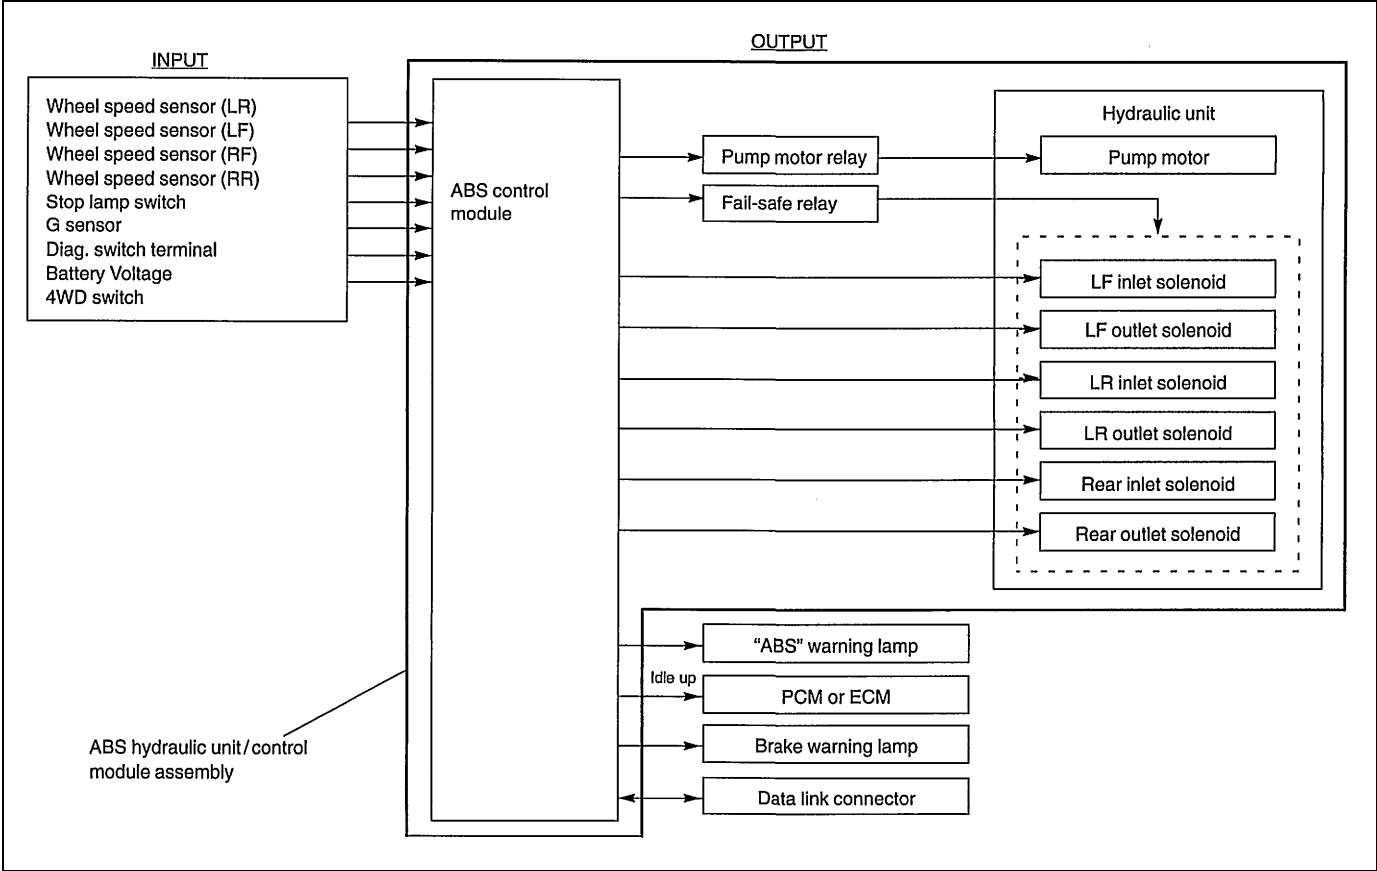 INPUT
Wheel speed sensor (LR)
Wheel speed sensor (LF)
Wheel speed sensor (RF)
Wheel speed sensor (RR)
Stop lamp switch
G sensor
Diag. switch terminal
Battery Voltage
4WD switch
OUTPUT
ABS control
module
Pump motor relay
Fail-safe relay
Hydraulic unit
Pump motor
LF inlet solenoid
LF outlet solenoid
LR inlet solenoid
LR outlet solenoid
Rear inlet solenoid
Rear outlet solenoid
"ABS" warning lamp
Idle up
PCM or ECM
Brake warning lamp
Data link connector
ABS hydraulic unit/control
module assembly